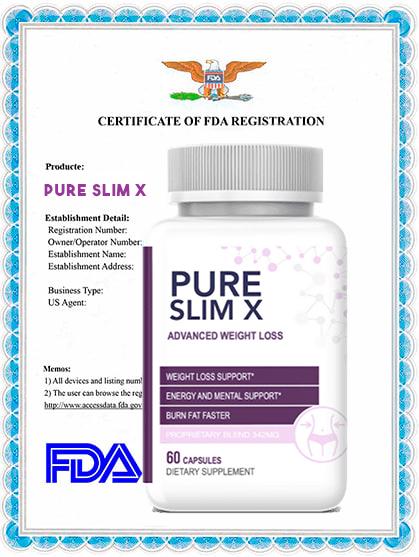 FDA
CERTIFICATE OF FDA REGISTRATION
Producte:
PURE SLIM X
Establishment Detail:
Registration Number:
Owner/Operator Number:
Establishment Name:
Establishment Address:
Business Type:
US Agent:
Memos:
1) All devices and listing num
2) The user can browse the reg
http://www.accessdata.fda.gov
FDA
PURE
SLIM X
ADVANCED WEIGHT LOSS
WEIGHT LOSS SUPPORT*
ENERGY AND MENTAL SUPPORT*
BURN FAT FASTER
PROPRIETARY BLEND 342MG
60 CAPSULES
DIETARY SUPPLEMENT